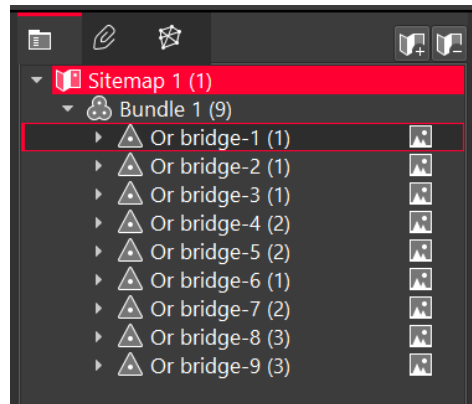 Sitemap 1 (1)
Bundle 1 (9)
Or bridge-1 (1)
Or bridge-2 (1)
Or bridge-3 (1)
Or bridge-4 (2)
Or bridge-5 (2)
Or bridge-6 (1)
Or bridge-7 (2)
Or bridge-8 (3)
Or bridge-9 (3)